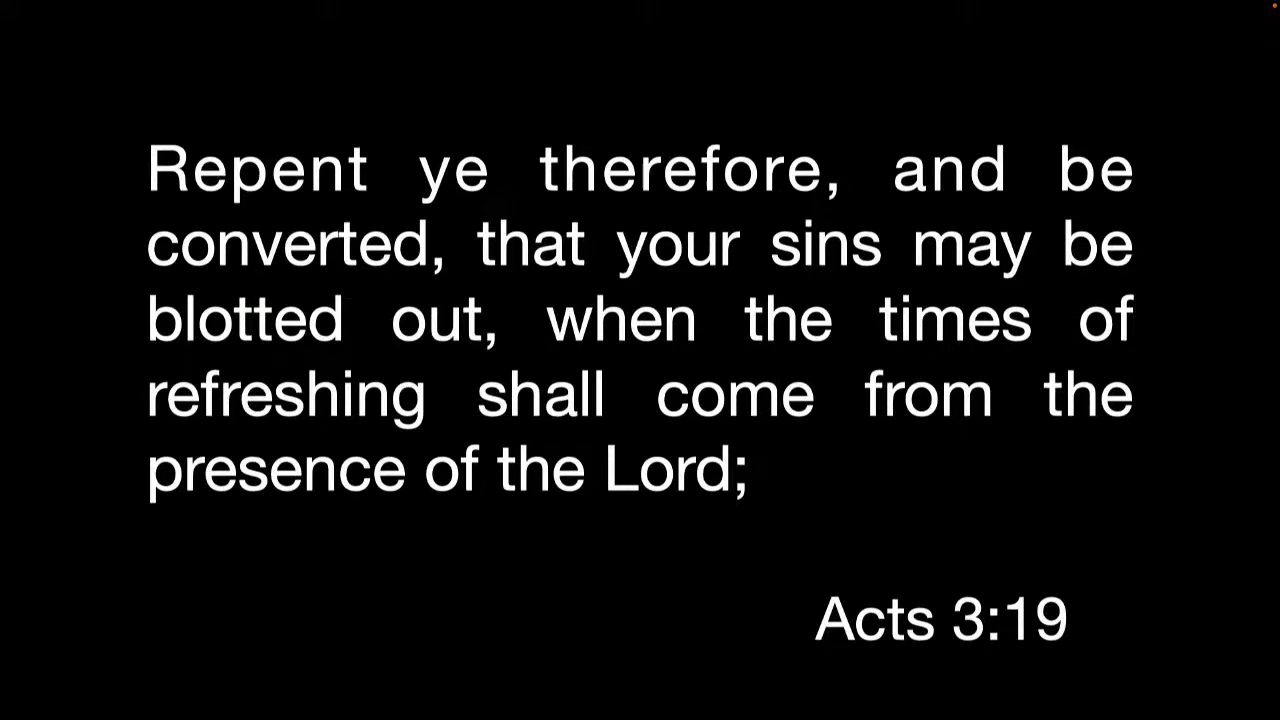 Repent ye therefore, and be
converted, that your sins may be
blotted out, when the times of
refreshing shall come from the
presence of the Lord;
Acts 3:19